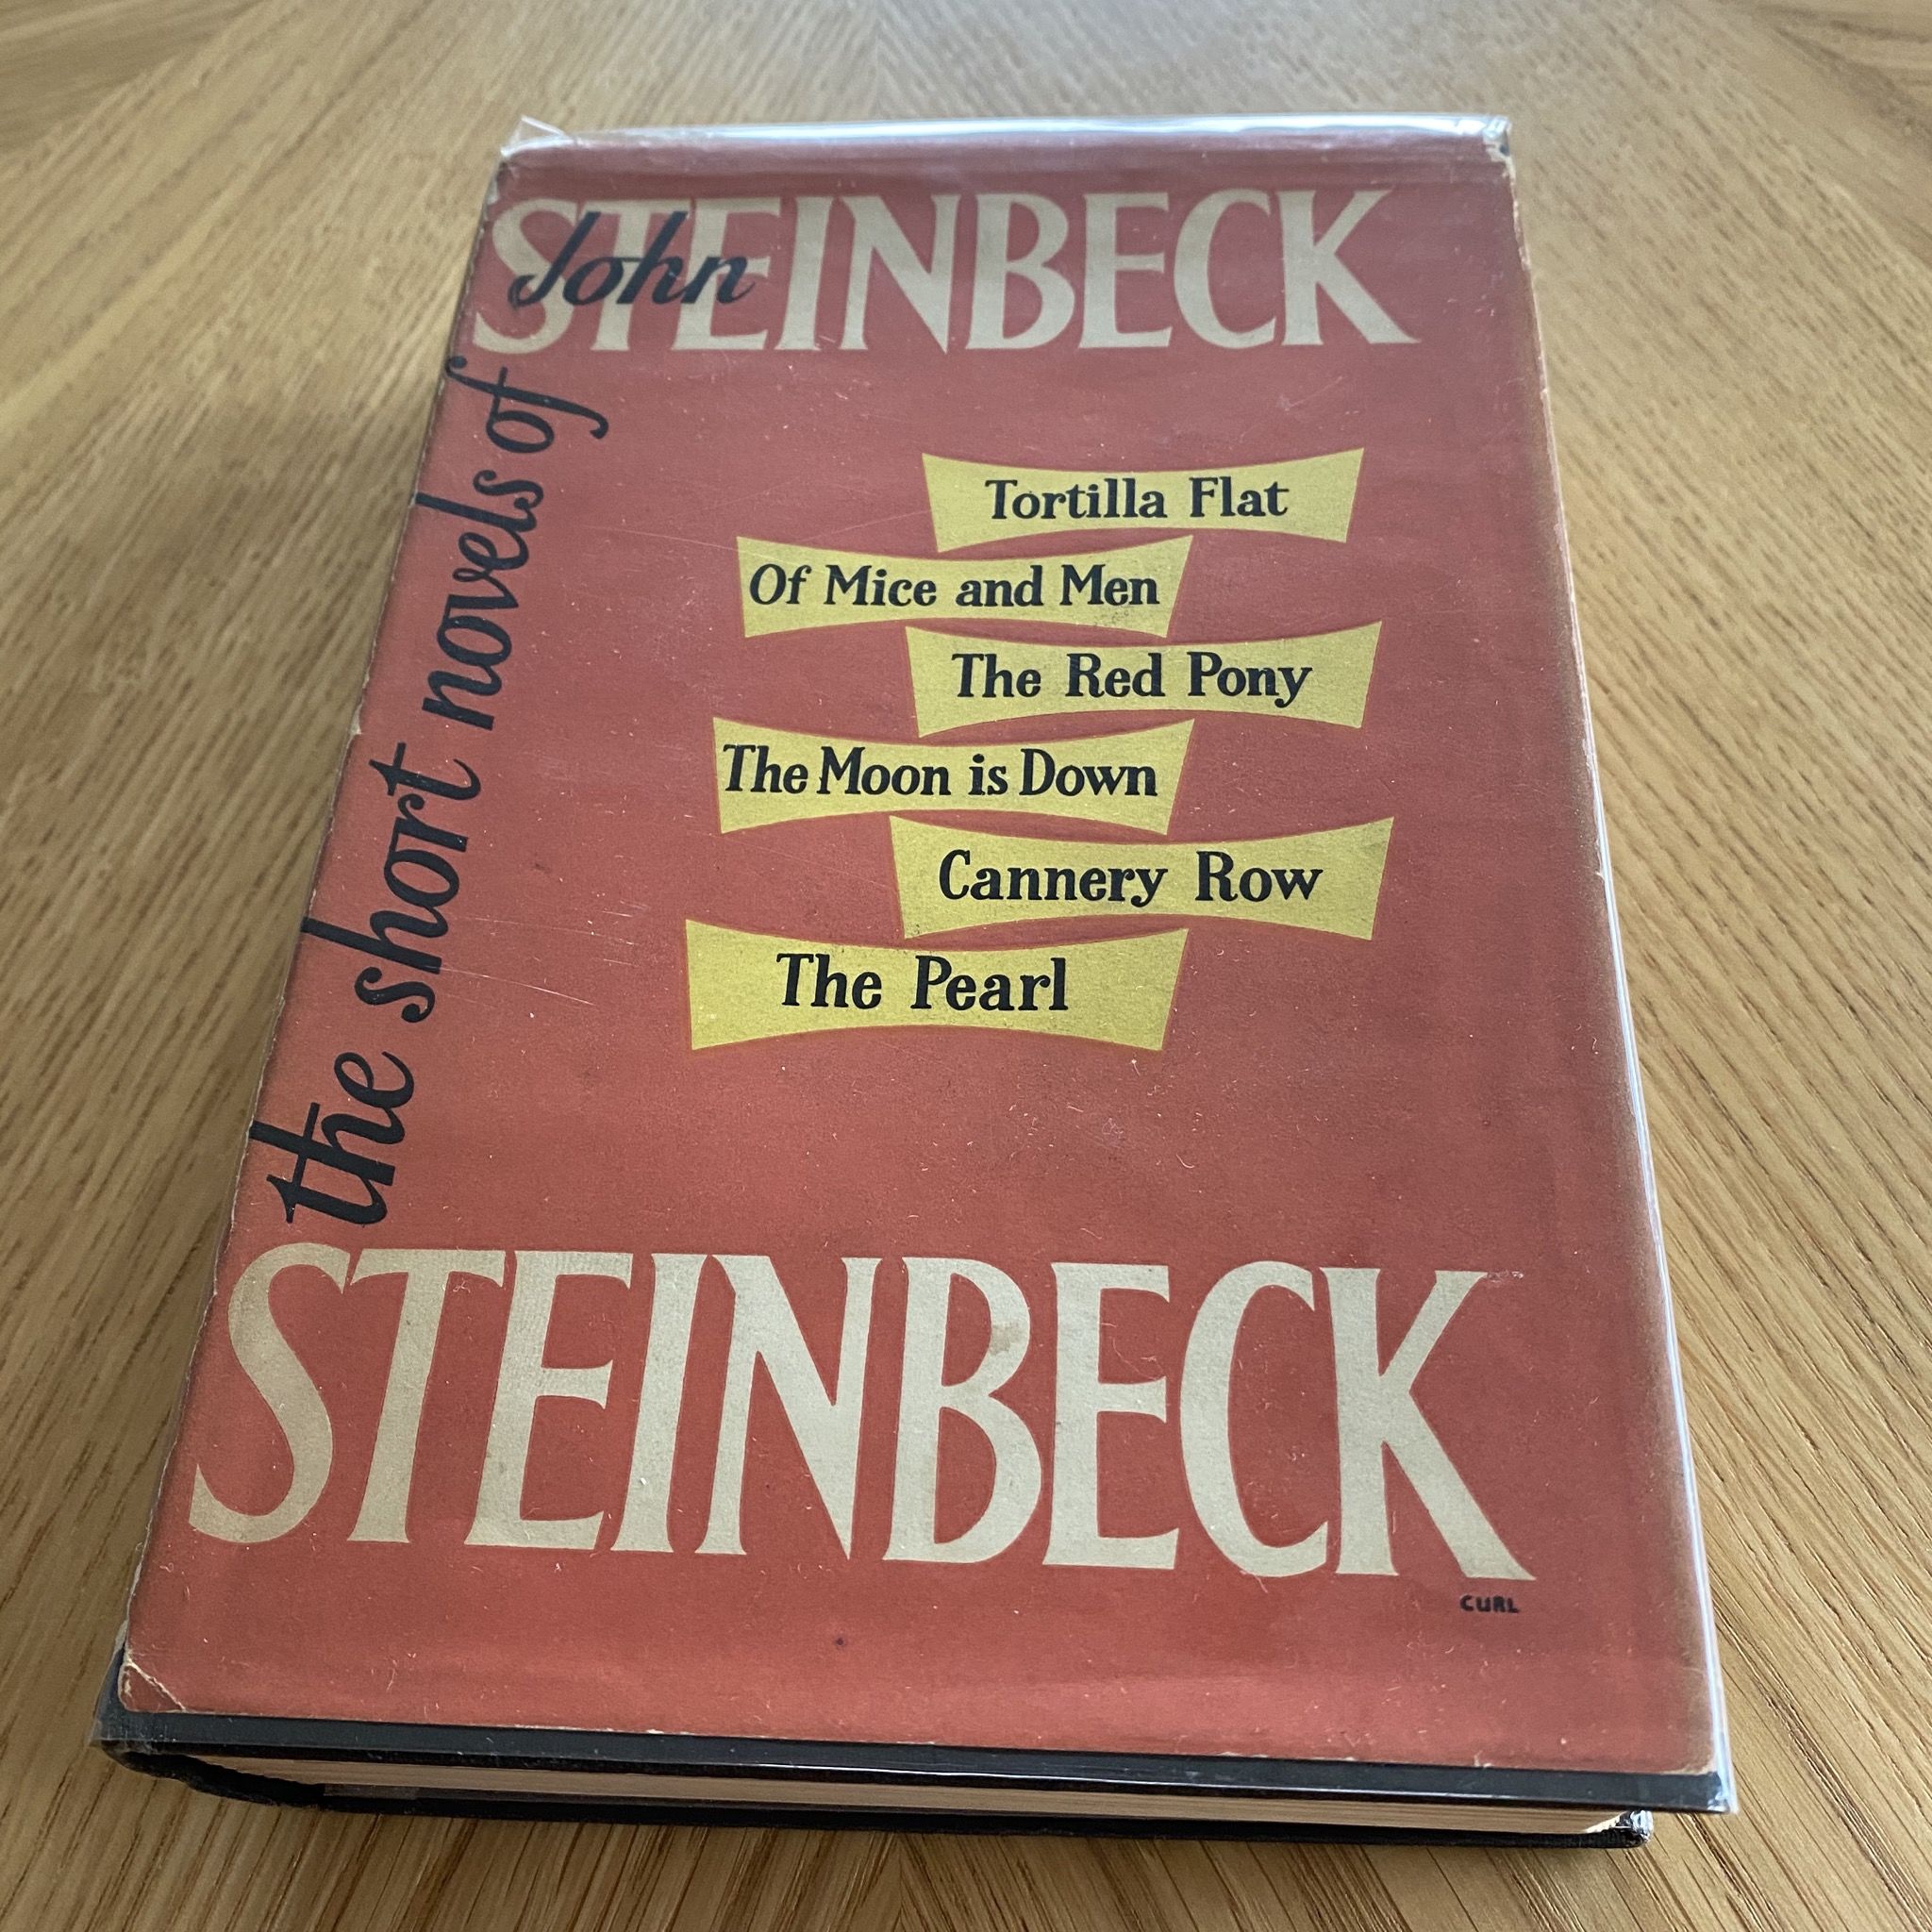 John
STEINBECK
the short novels of
Tortilla Flat
Of Mice and Men
The Red Pony
The Moon is Down
Cannery Row
The Pearl
STEINBECK
CURL